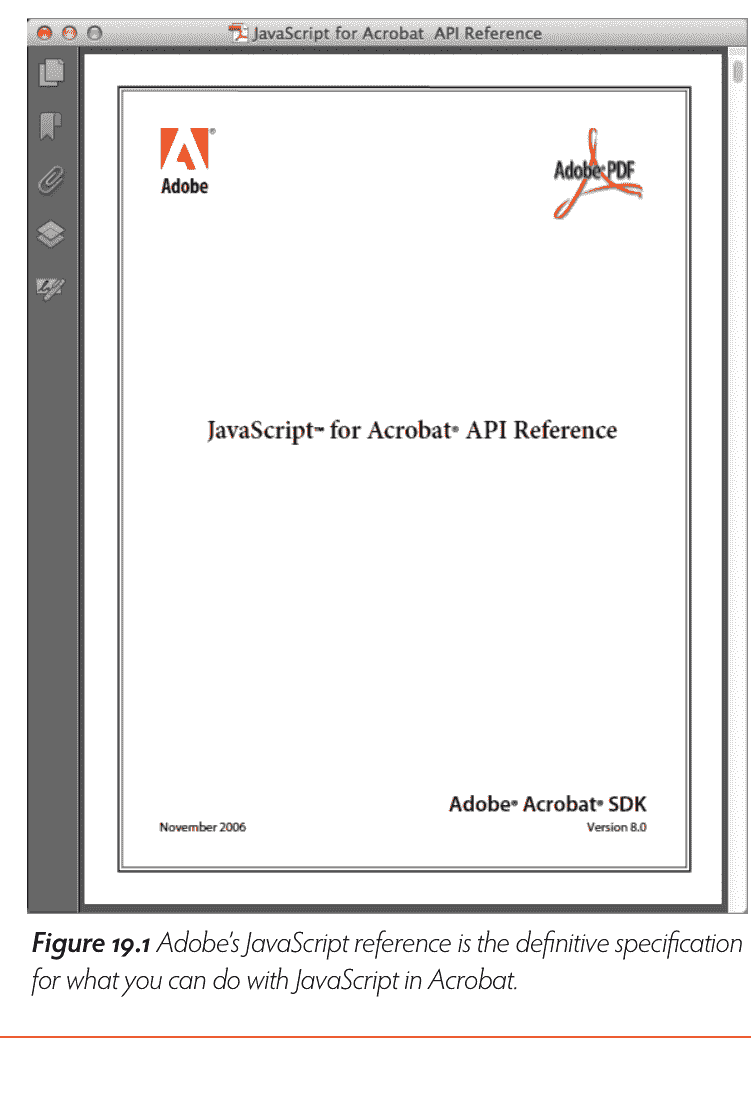 JavaScript for Acrobat API Reference
Adobe®
Adobe PDF
JavaScript™ for Acrobat® API Reference
Adobe® Acrobat® SDK
November 2006 Version 8.0
Figure 19.1 Adobe's JavaScript reference is the definitive specification
for what you can do with JavaScript in Acrobat.